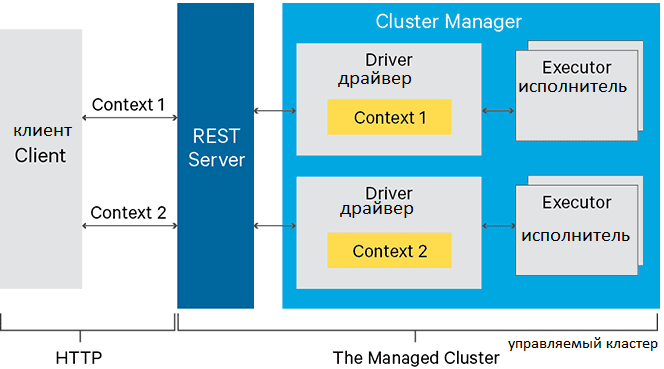 Cluster Manager
клиент
Client
Context 1
Context 2
REST
Server
Driver
драйвер
Context 1
Executor
исполнитель
Driver
драйвер
Context 2
Executor
исполнитель
HTTP
The Managed Cluster
управляемый кластер